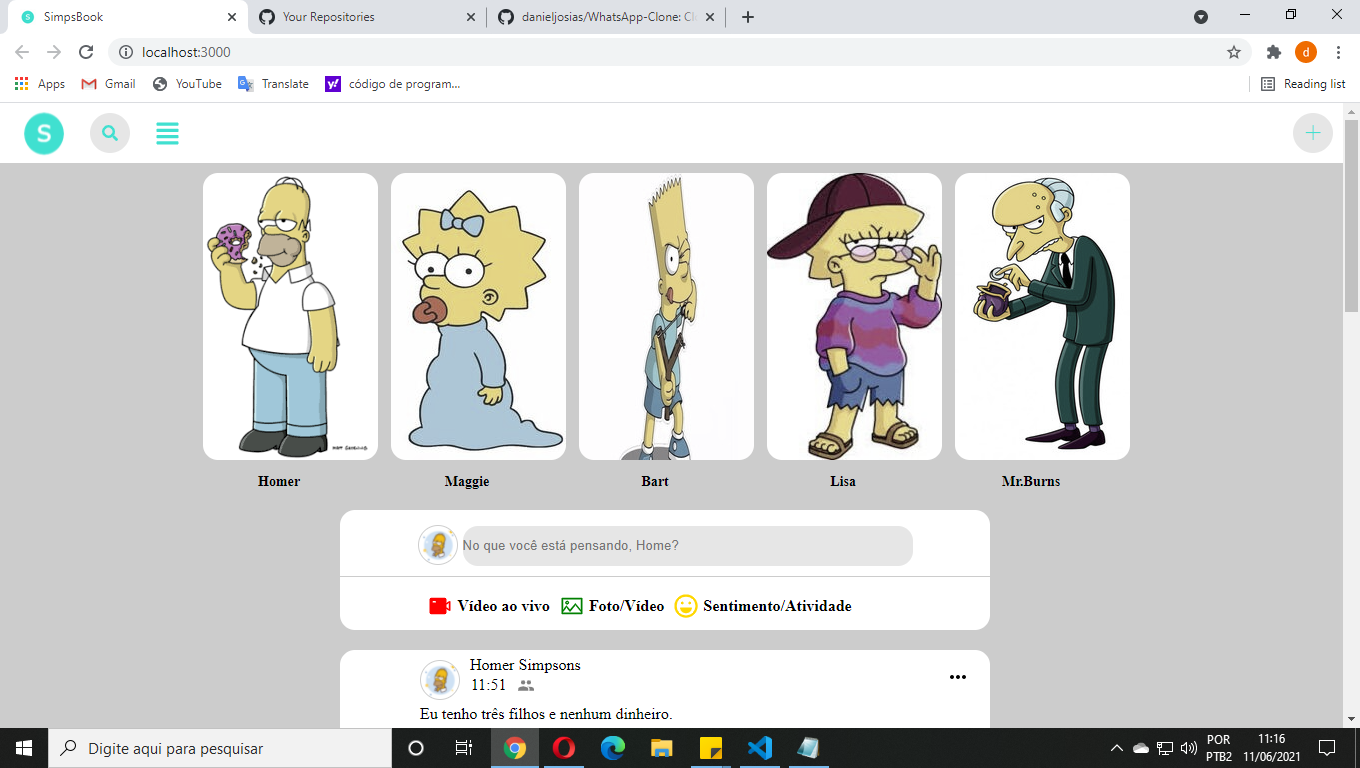 SimpsBook
Your Repositories
danieljosias/WhatsApp-Clone: Cl
localhost:3000
d
Apps
Gmail
YouTube
Translate
código de program...
Reading list
S
Homer
Maggie
Bart
Lisa
Mr.Burns
No que você está pensando, Home?
Vídeo ao vivo
Foto/Vídeo
Sentimento/Atividade
Homer Simpsons
11:51
Eu tenho três filhos e nenhum dinheiro.
Digite aqui para pesquisar
POR
PTB2
11:16
11/06/2021